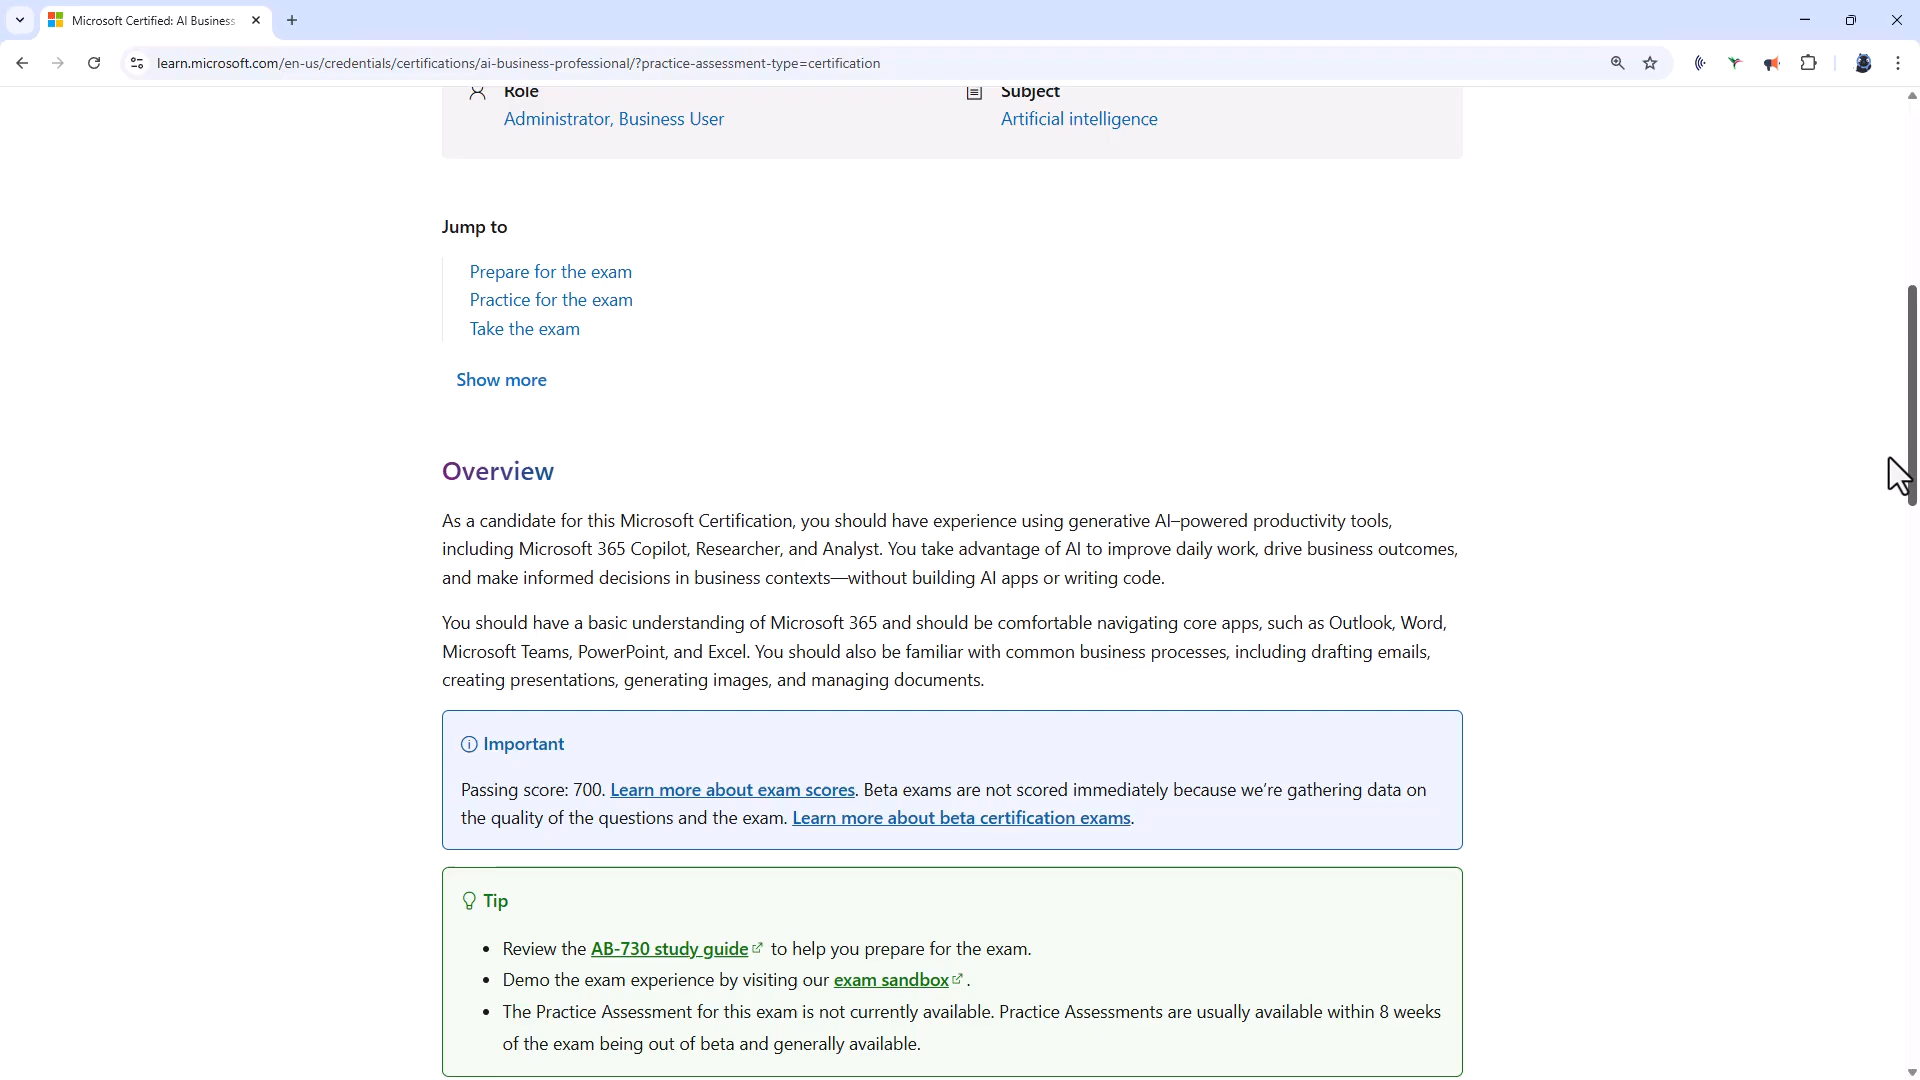 Microsoft Certified: AI Business
learn.microsoft.com/en-us/credentials/certifications/ai-business-professional/?practice-assessment-type=certification
Role
Subject
Administrator, Business User
Artificial intelligence
Jump to
Prepare for the exam
Practice for the exam
Take the exam
Show more
Overview
As a candidate for this Microsoft Certification, you should have experience using generative AI–powered productivity tools,
including Microsoft 365 Copilot, Researcher, and Analyst. You take advantage of AI to improve daily work, drive business outcomes,
and make informed decisions in business contexts—without building AI apps or writing code.
You should have a basic understanding of Microsoft 365 and should be comfortable navigating core apps, such as Outlook, Word,
Microsoft Teams, PowerPoint, and Excel. You should also be familiar with common business processes, including drafting emails,
creating presentations, generating images, and managing documents.
Important
Passing score: 700. Learn more about exam scores. Beta exams are not scored immediately because we’re gathering data on
the quality of the questions and the exam. Learn more about beta certification exams.
Tip
• Review the AB-730 study guide to help you prepare for the exam.
• Demo the exam experience by visiting our exam sandbox .
• The Practice Assessment for this exam is not currently available. Practice Assessments are usually available within 8 weeks
of the exam being out of beta and generally available.